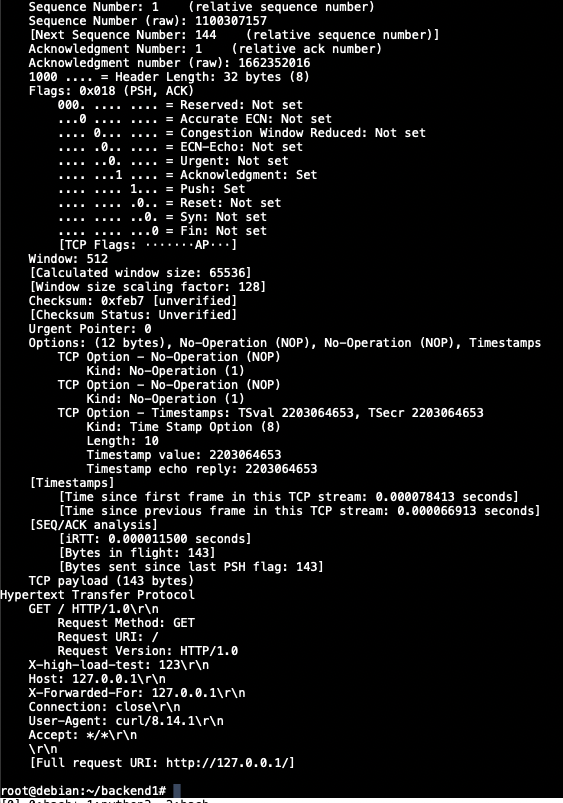 Sequence Number: 1    (relative sequence number)
Sequence Number (raw): 1100307157
[Next Sequence Number: 144    (relative sequence number)]
Acknowledgment Number: 1    (relative ack number)
Acknowledgment number (raw): 1662352016
1000 .... = Header Length: 32 bytes (8)
Flags: 0x018 (PSH, ACK)
000. .... .... = Reserved: Not set
...0 .... .... = Accurate ECN: Not set
.... 0... .... = Congestion Window Reduced: Not set
.... .0.. .... = ECN-Echo: Not set
.... ..0. .... = Urgent: Not set
.... ...1 .... = Acknowledgment: Set
.... .... 1... = Push: Set
.... .... .0.. = Reset: Not set
.... .... ..0. = Syn: Not set
.... .... ...0 = Fin: Not set
[TCP Flags: ·······AP···]
Window: 512
[Calculated window size: 65536]
[Window size scaling factor: 128]
Checksum: 0xfeb7 [unverified]
[Checksum Status: Unverified]
Urgent Pointer: 0
Options: (12 bytes), No-Operation (NOP), No-Operation (NOP), Timestamps
TCP Option - No-Operation (NOP)
Kind: No-Operation (1)
TCP Option - No-Operation (NOP)
Kind: No-Operation (1)
TCP Option - Timestamps: TSval 2203064653, TSecr 2203064653
Kind: Time Stamp Option (8)
Length: 10
Timestamp value: 2203064653
Timestamp echo reply: 2203064653
[Timestamps]
[Time since first frame in this TCP stream: 0.000078413 seconds]
[Time since previous frame in this TCP stream: 0.000066913 seconds]
[SEQ/ACK analysis]
[iRTT: 0.000011500 seconds]
[Bytes in flight: 143]
[Bytes sent since last PSH flag: 143]
TCP payload (143 bytes)
Hypertext Transfer Protocol
GET / HTTP/1.0\r\n
Request Method: GET
Request URI: /
Request Version: HTTP/1.0
X-high-load-test: 123\r\n
Host: 127.0.0.1\r\n
X-Forwarded-For: 127.0.0.1\r\n
Connection: close\r\n
User-Agent: curl/8.14.1\r\n
Accept: */*\r\n
\r\n
[Full request URI: http://127.0.0.1/]
root@debian:~/backend1#